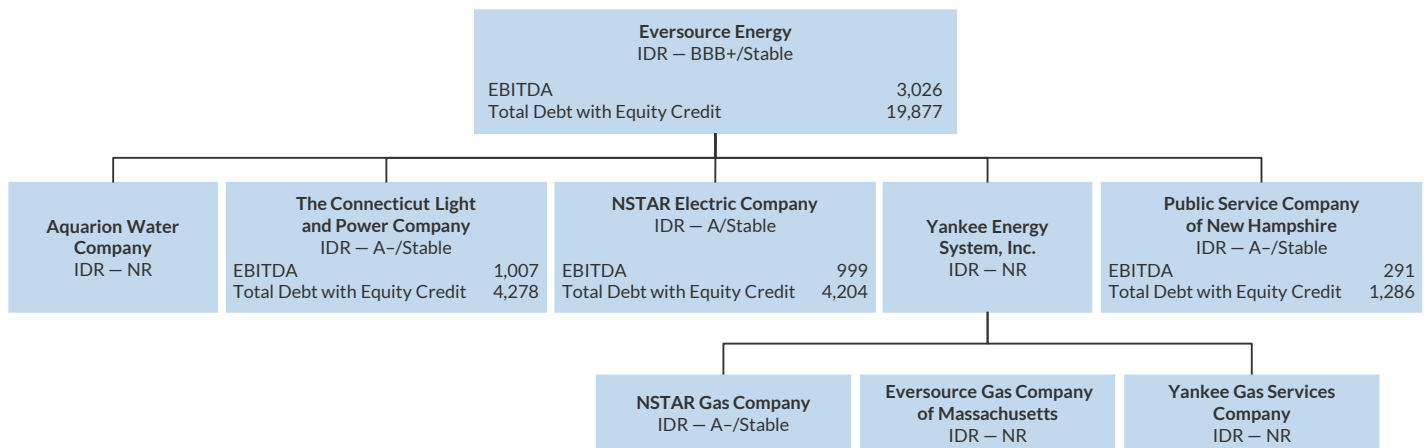 Eversource Energy
IDR — BBB+/Stable
EBITDA 3,026
Total Debt with Equity Credit 19,877
Aquarion Water
Company
IDR — NR
The Connecticut Light
and Power Company
IDR — A–/Stable
EBITDA 1,007
Total Debt with Equity Credit 4,278
NSTAR Electric Company
IDR — A/Stable
EBITDA 999
Total Debt with Equity Credit 4,204
Yankee Energy
System, Inc.
IDR — NR
Public Service Company
of New Hampshire
IDR — A–/Stable
EBITDA 291
Total Debt with Equity Credit 1,286
NSTAR Gas Company
IDR — A–/Stable
Eversource Gas Company
of Massachusetts
IDR — NR
Yankee Gas Services
Company
IDR — NR